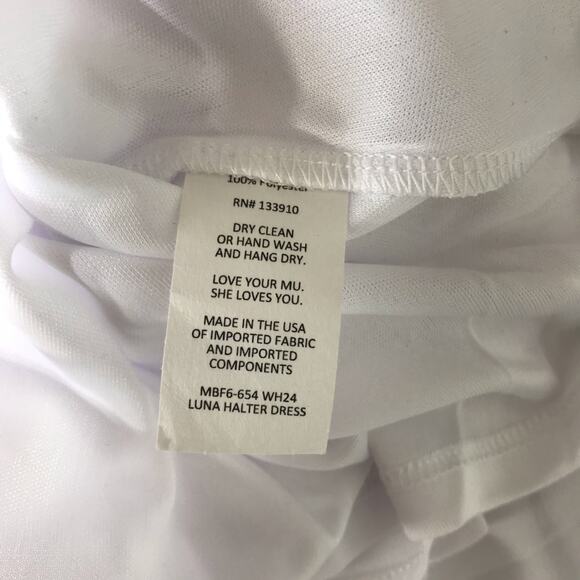 100% Polyester
RN# 133910
DRY CLEAN
OR HAND WASH
AND HANG DRY.
LOVE YOUR MU.
SHE LOVES YOU.
MADE IN THE USA
OF IMPORTED FABRIC
AND IMPORTED
COMPONENTS
MBF6-654 WH24
LUNA HALTER DRESS